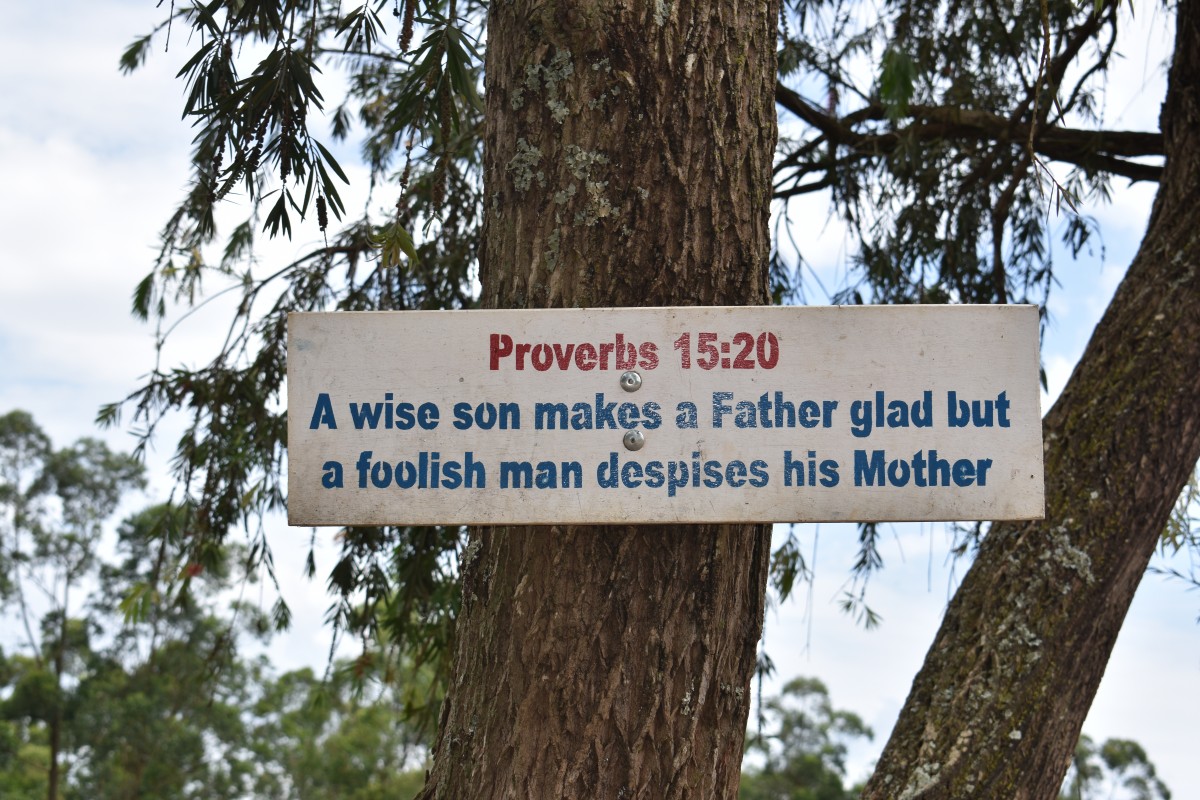 Proverbs 15:20
A wise son makes a Father glad but
a foolish man despises his Mother